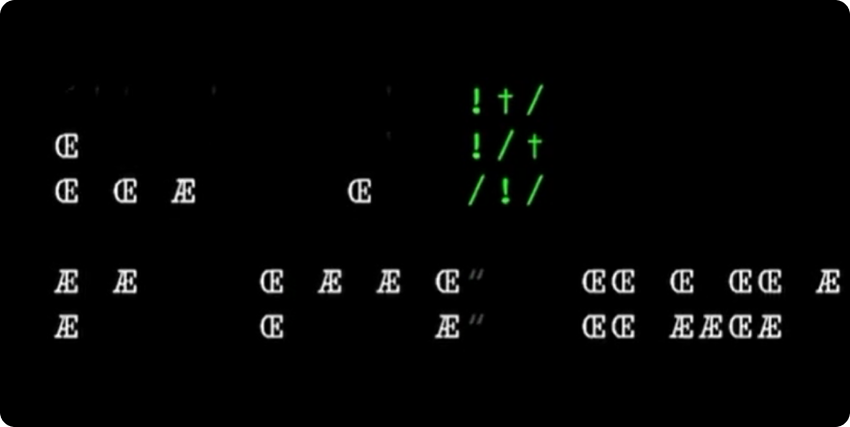 !†/
Œ !/†
Œ Œ Æ Œ /!/
Æ Æ Œ Æ Æ Œ" ŒŒ Œ ŒŒ Æ
Æ Œ Æ" ŒŒ ÆÆŒÆ